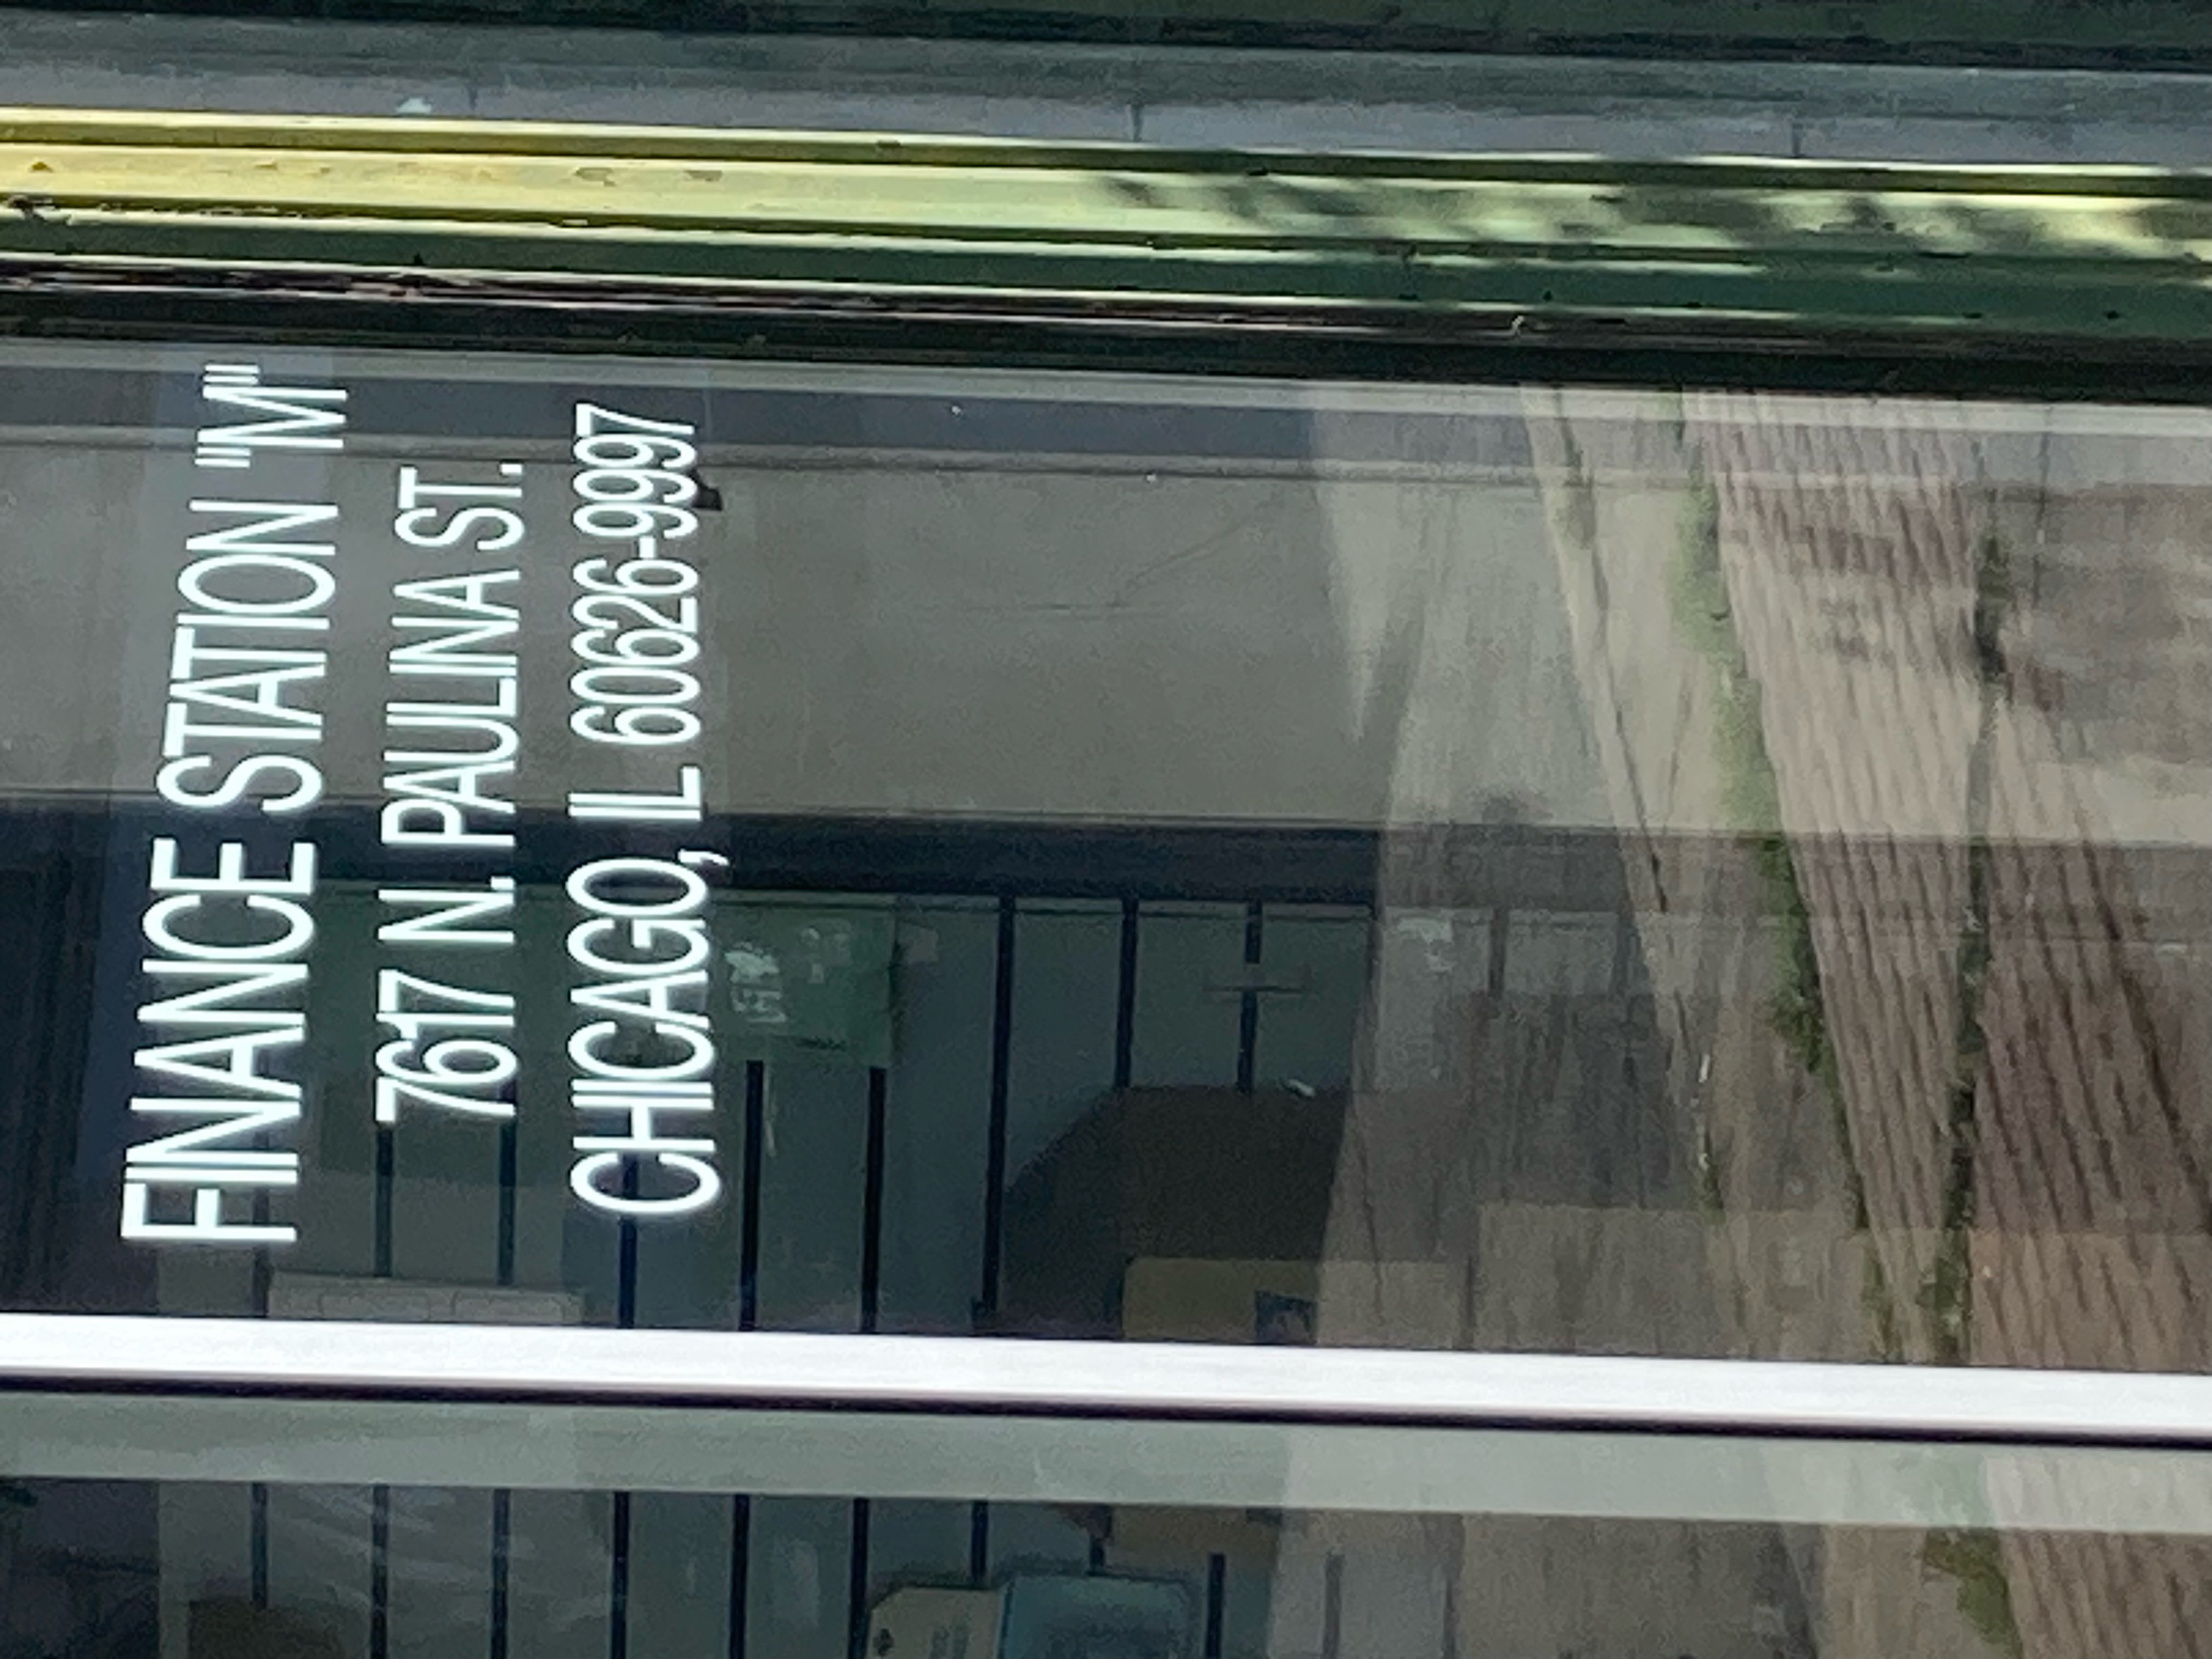 FINANCE STATION "M"
7617 N. PAULINA ST.
CHICAGO, IL 60626-9997